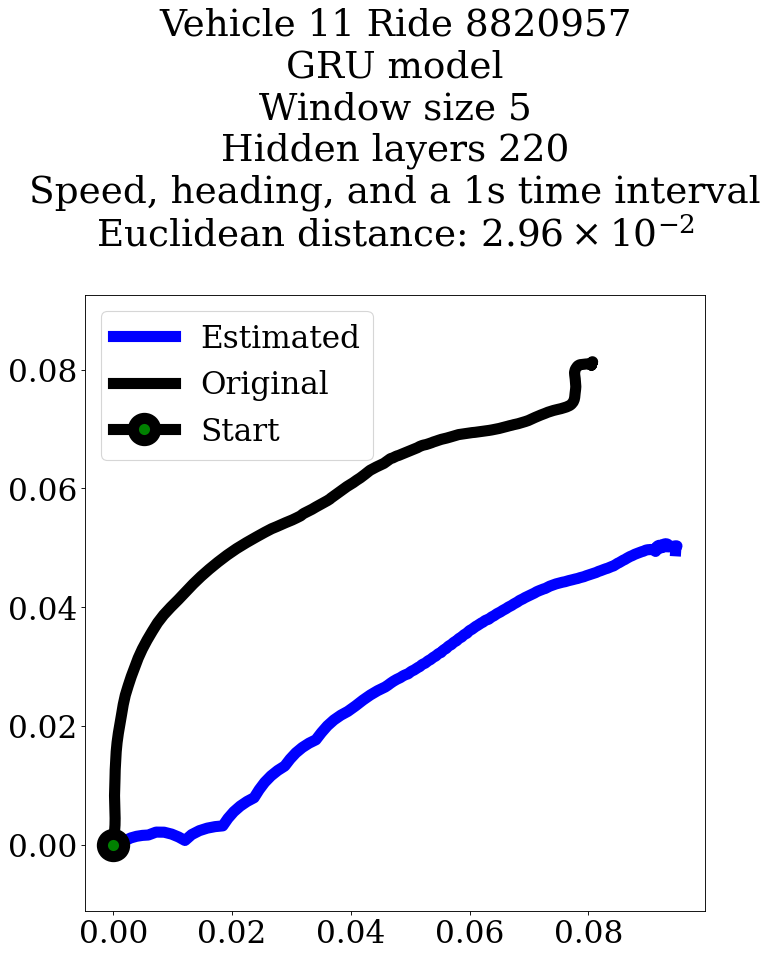 Vehicle 11 Ride 8820957
GRU model
Window size 5
Hidden layers 220
Speed, heading, and a 1s time interval
Euclidean distance: 2.96 × 10⁻²
Estimated
Original
Start
0.08
0.06
0.04
0.02
0.00
0.00 0.02 0.04 0.06 0.08